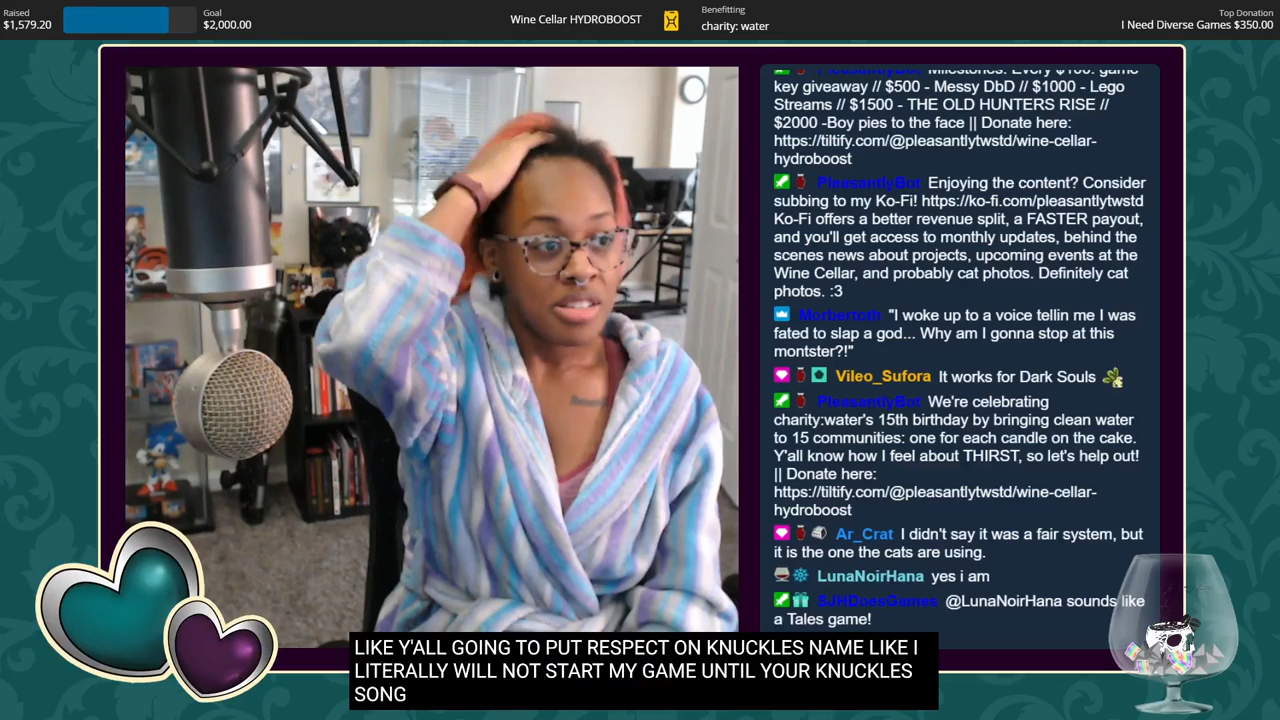 Raised
$1,579.20
Goal
$2,000.00
Wine Cellar HYDROBOOST
Benefitting
charity: water
Top Donation
I Need Diverse Games $350.00
PleasantlyBot Milestones: Every $100: game
key giveaway // $500 - Messy DbD // $1000 - Lego
Streams // $1500 - THE OLD HUNTERS RISE //
$2000 -Boy pies to the face || Donate here:
https://tiltify.com/@pleasantlytwstd/wine-cellar-
hydroboost
PleasantlyBot Enjoying the content? Consider
subbing to my Ko-Fi! https://ko-fi.com/pleasantlytwstd
Ko-Fi offers a better revenue split, a FASTER payout,
and you'll get access to monthly updates, behind the
scenes news about projects, upcoming events at the
Wine Cellar, and probably cat photos. Definitely cat
photos. :3
Morbertoth "I woke up to a voice tellin me I was
fated to slap a god... Why am I gonna stop at this
montster?!"
Vileo_Sufora It works for Dark Souls
PleasantlyBot We're celebrating
charity:water's 15th birthday by bringing clean water
to 15 communities: one for each candle on the cake.
Y'all know how I feel about THIRST, so let's help out!
|| Donate here:
https://tiltify.com/@pleasantlytwstd/wine-cellar-
hydroboost
Ar_Crat I didn't say it was a fair system, but
it is the one the cats are using.
LunaNoirHana yes i am
SJHDoesGames @LunaNoirHana sounds like
a Tales game!
LIKE Y'ALL GOING TO PUT RESPECT ON KNUCKLES NAME LIKE I
LITERALLY WILL NOT START MY GAME UNTIL YOUR KNUCKLES
SONG